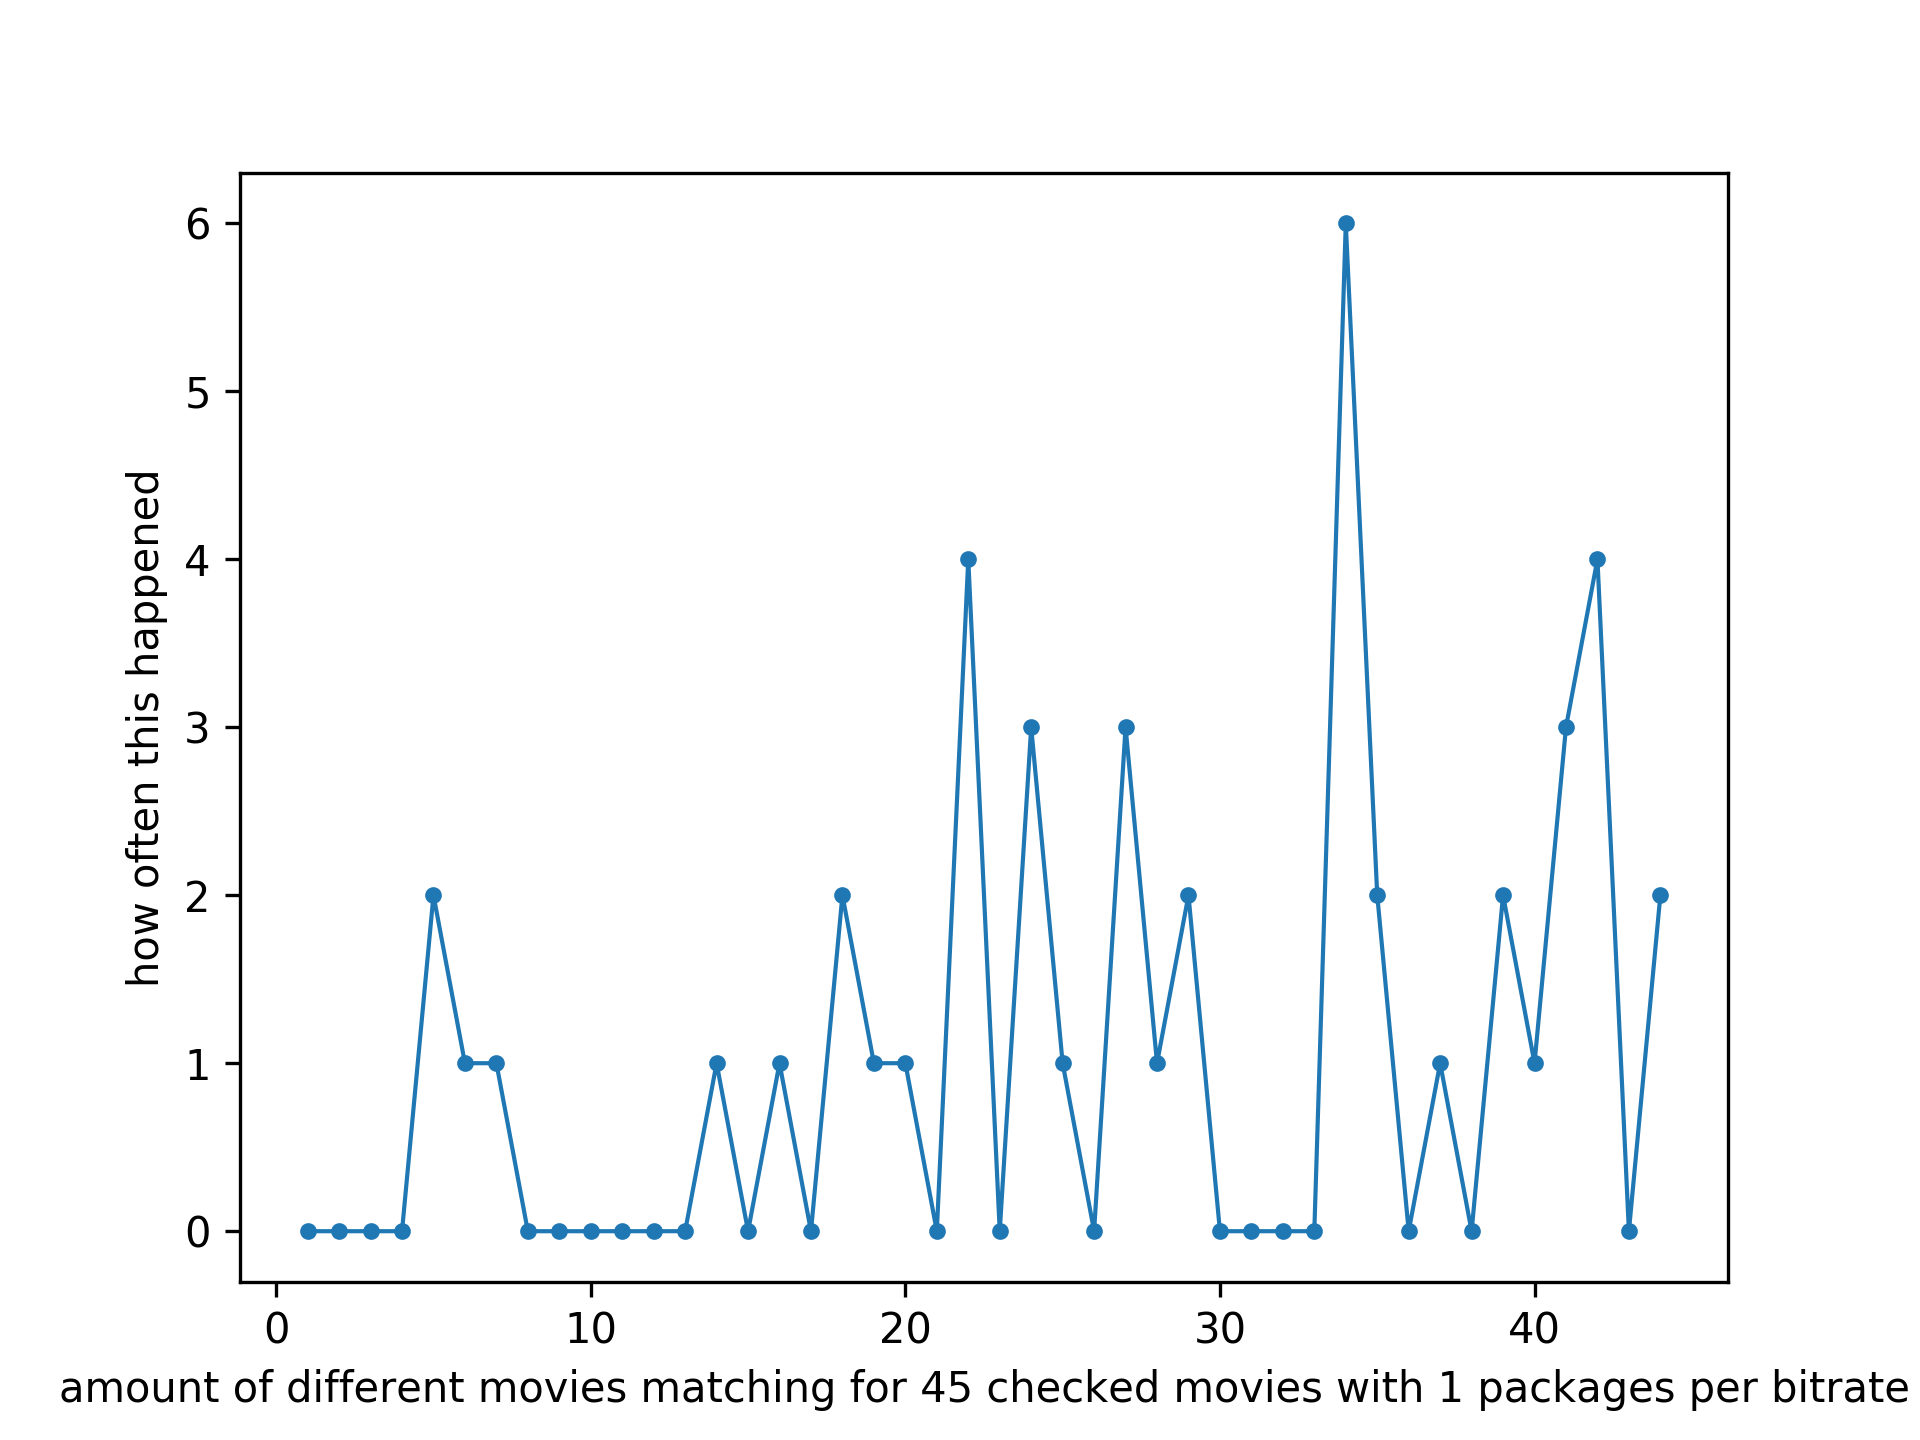 6
5
4
3
2
1
0
how often this happened
0 10 20 30 40
amount of different movies matching for 45 checked movies with 1 packages per bitrate